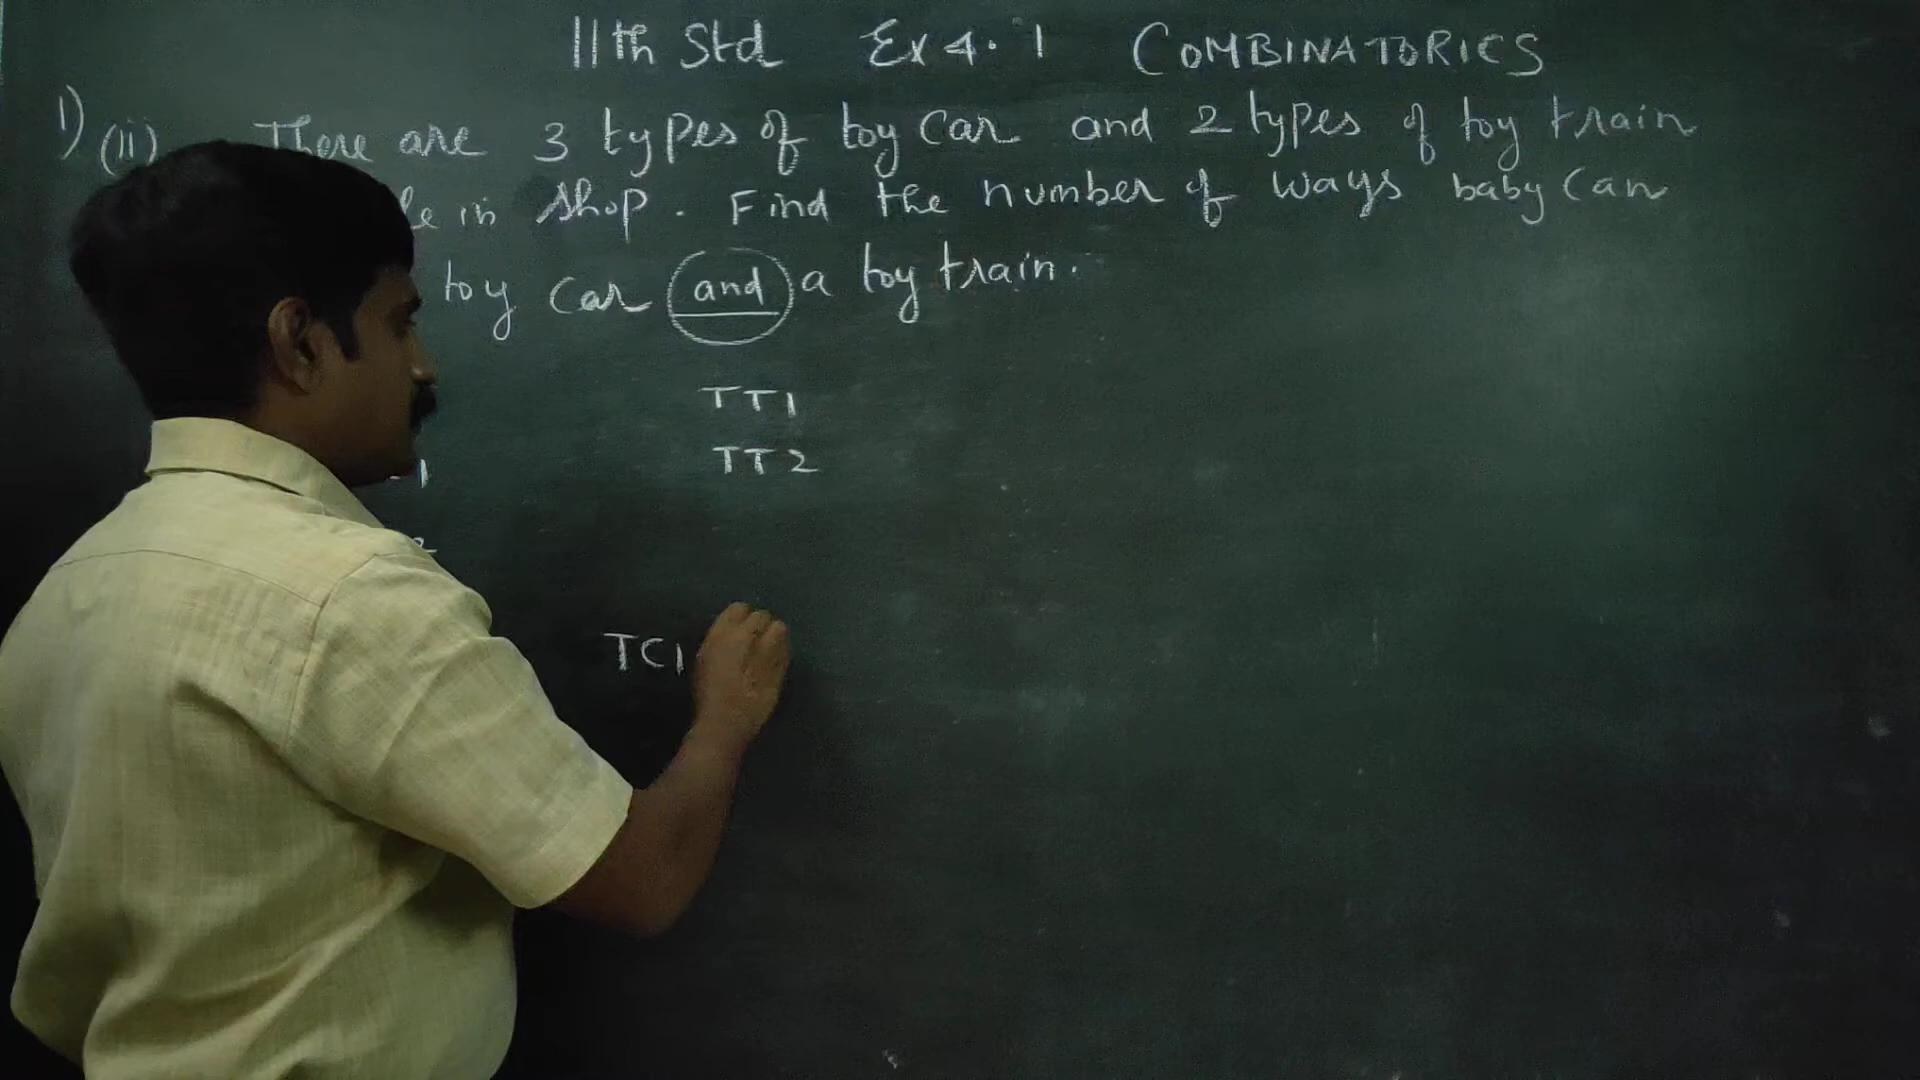 11th Std Ex 4.1 COMBINATORICS
1) (ii) There are 3 types of toy car and 2 types of toy train
in shop. Find the number of ways baby can
toy car and a toy train.
TT1
TT2
1
2
TC1